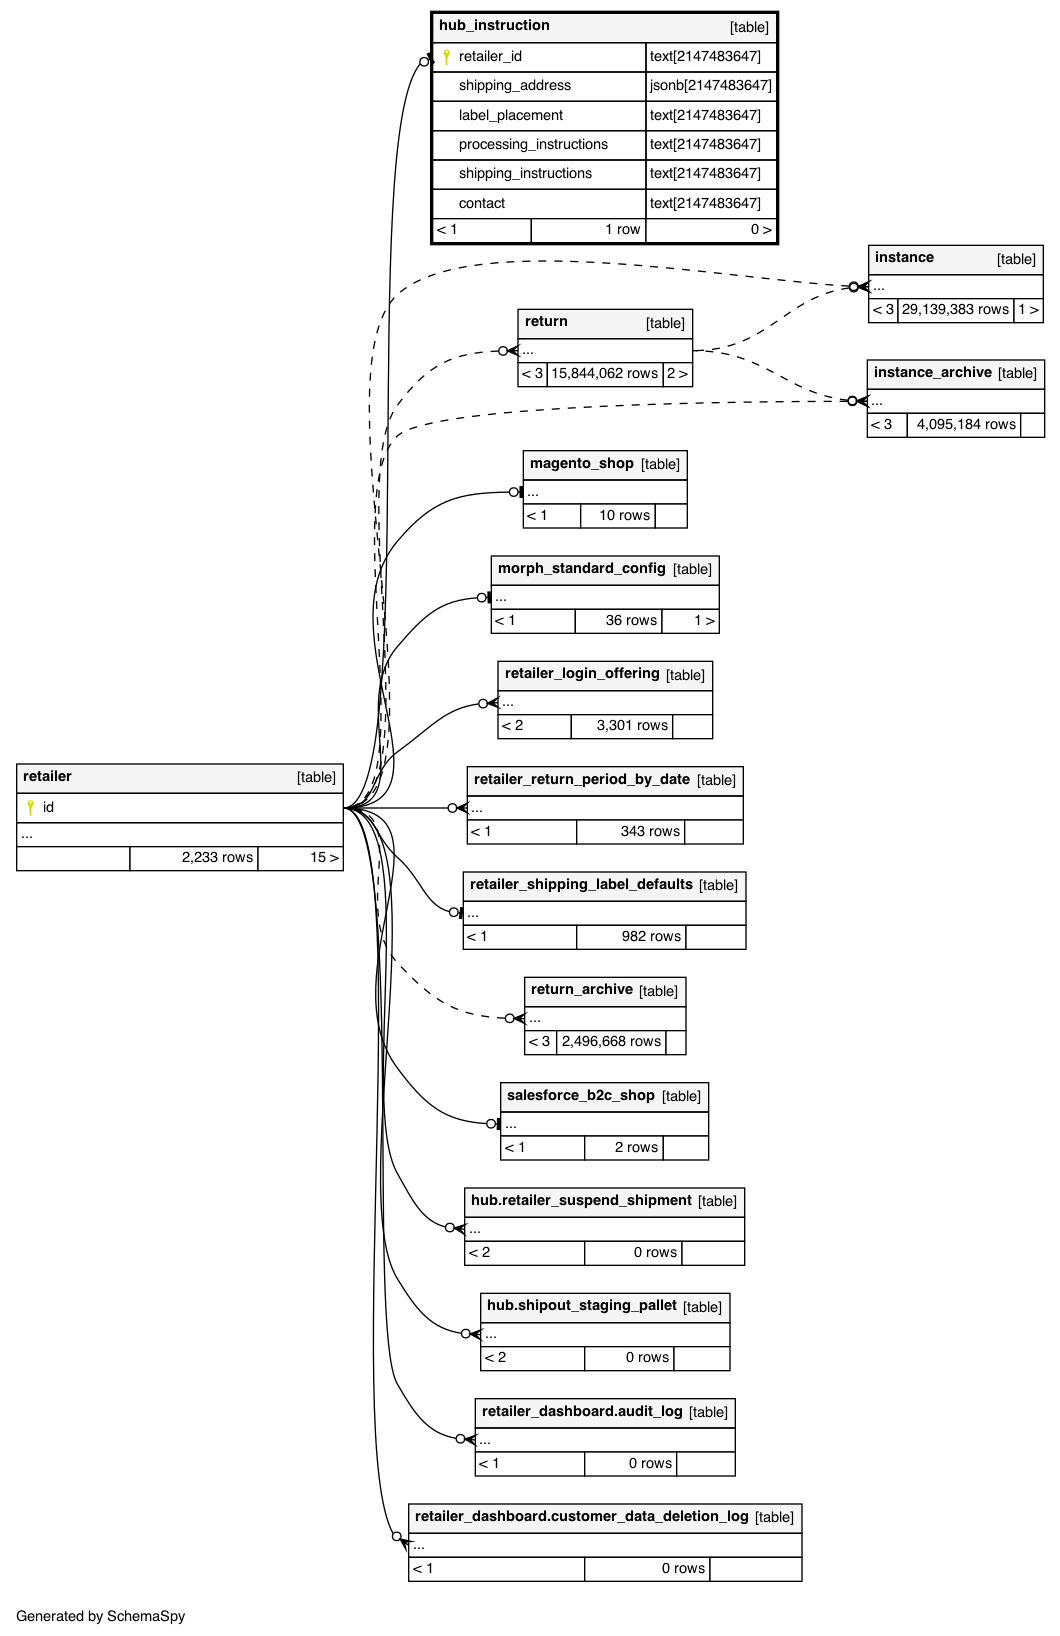 hub_instruction [table]
retailer_id text[2147483647]
shipping_address jsonb[2147483647]
label_placement text[2147483647]
processing_instructions text[2147483647]
shipping_instructions text[2147483647]
contact text[2147483647]
< 1 1 row 0 >
instance [table]
...
< 3 29,139,383 rows 1 >
return [table]
...
< 3 15,844,062 rows 2 >
instance_archive [table]
...
< 3 4,095,184 rows
magento_shop [table]
...
< 1 10 rows
morph_standard_config [table]
...
< 1 36 rows 1 >
retailer_login_offering [table]
...
< 2 3,301 rows
retailer [table]
id
...
2,233 rows 15 >
retailer_return_period_by_date [table]
...
< 1 343 rows
retailer_shipping_label_defaults [table]
...
< 1 982 rows
return_archive [table]
...
< 3 2,496,668 rows
salesforce_b2c_shop [table]
...
< 1 2 rows
hub.retailer_suspend_shipment [table]
...
< 2 0 rows
hub.shipout_staging_pallet [table]
...
< 2 0 rows
retailer_dashboard.audit_log [table]
...
< 1 0 rows
retailer_dashboard.customer_data_deletion_log [table]
...
< 1 0 rows
Generated by SchemaSpy